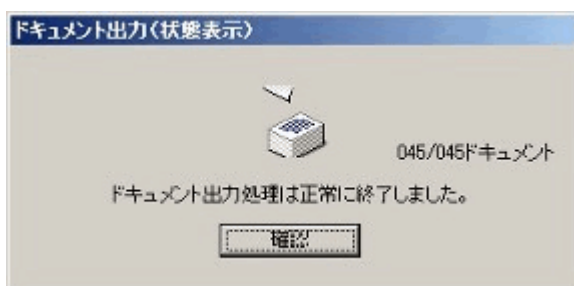 ドキュメント出力(状態表示)
045/045ドキュメント
ドキュメント出力処理は正常に終了しました。
確認